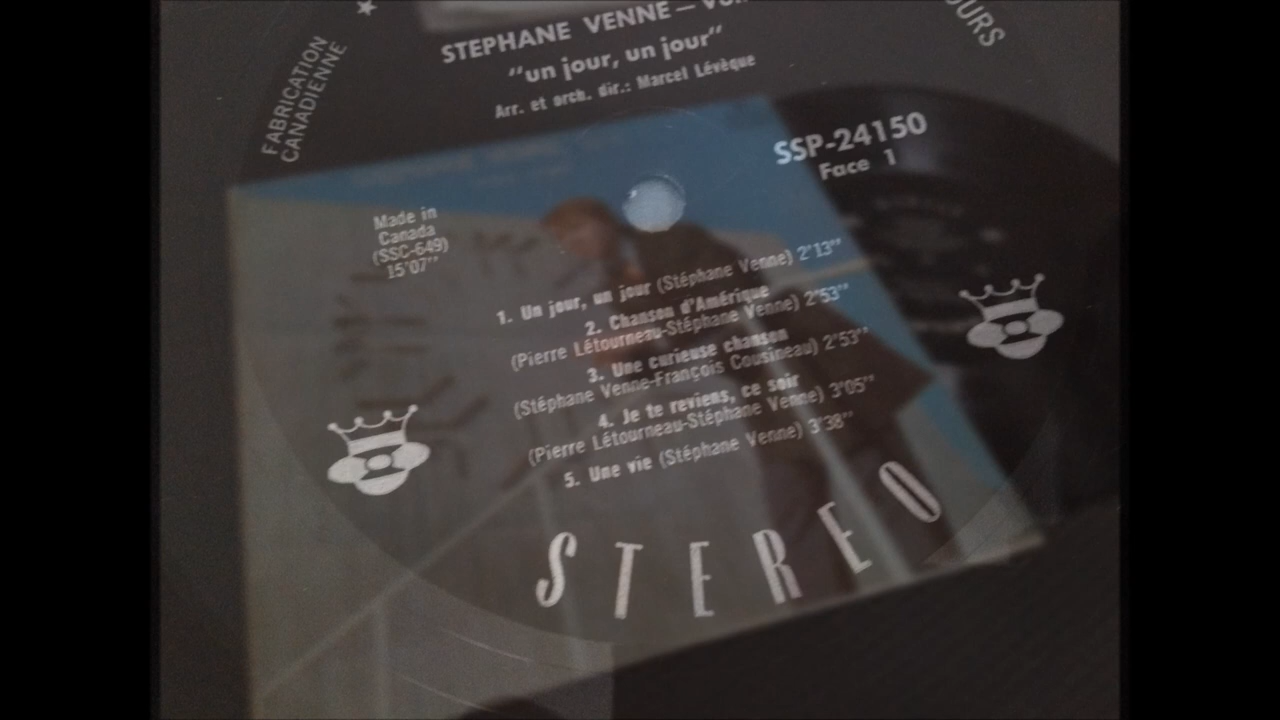 STEPHANE VENNE —
"un jour, un jour"
Arr. et orch. dir.: Marcel Lévèque
FABRICATION
CANADIENNE
SSP-24150
Face 1
Made in
Canada
(SSC-649)
15'07"
1. Un jour, un jour (Stéphane Venne) 2'13"
2. Chanson d'Amérique
(Pierre Létourneau-Stéphane Venne) 2'53"
3. Une curieuse chanson
(Stéphane Venne-François Cousineau) 2'53"
4. Je te reviens, ce soir
(Pierre Létourneau-Stéphane Venne) 3'05"
5. Une vie (Stéphane Venne) 3'38"
STEREO